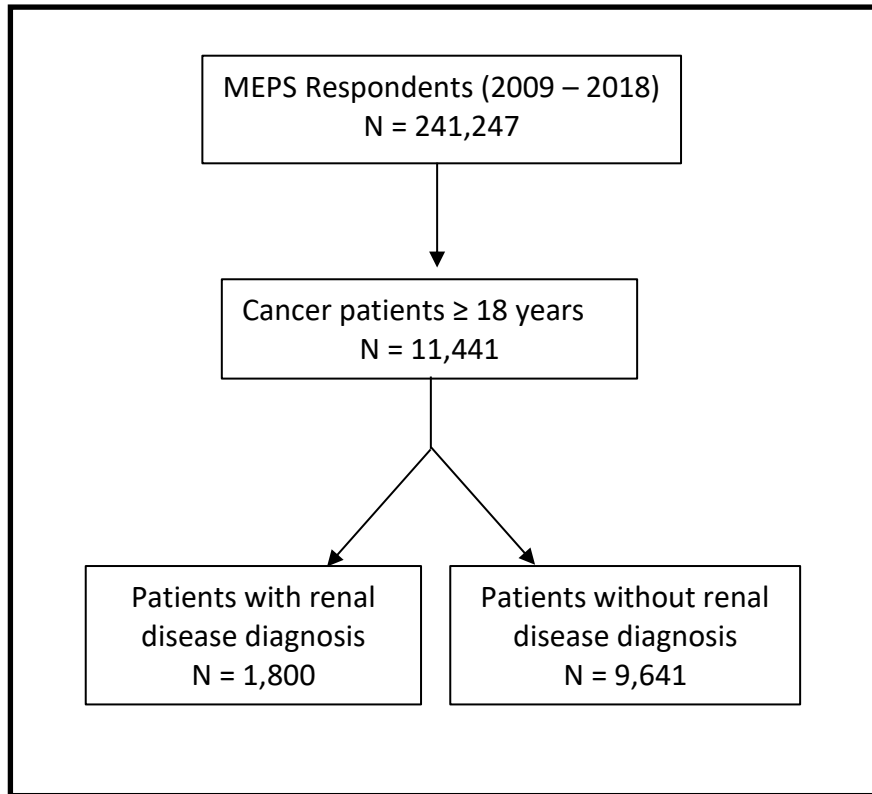 MEPS Respondents (2009 – 2018)
N = 241,247
Cancer patients ≥ 18 years
N = 11,441
Patients with renal
disease diagnosis
N = 1,800
Patients without renal
disease diagnosis
N = 9,641